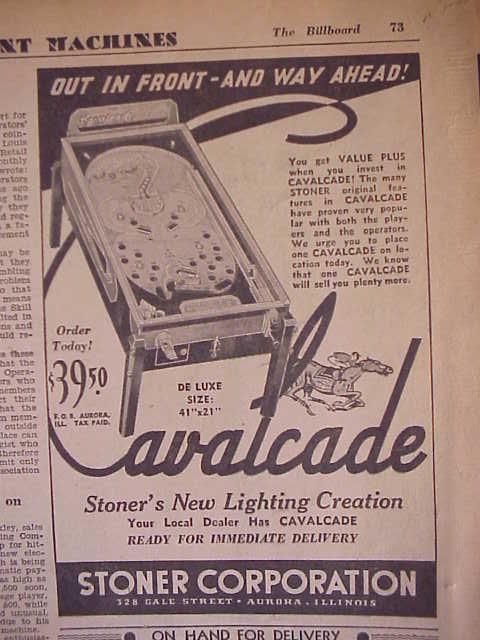 NT MACHINES
The Billboard 73
OUT IN FRONT-AND WAY AHEAD!
You get VALUE PLUS
when you invest in
CAVALCADE! The many
STONER original fea-
tures in CAVALCADE
have proven very popu-
lar with both the play-
ers and the operators.
We urge you to place
one CAVALCADE on lo-
cation today. We know
that one CAVALCADE
will sell you plenty more.
Order
Today!
$39.50
F. O. B. AURORA,
ILL. TAX PAID.
DE LUXE
SIZE:
41"x21"
Cavalcade
Stoner's New Lighting Creation
Your Local Dealer Has CAVALCADE
READY FOR IMMEDIATE DELIVERY
STONER CORPORATION
328 GALE STREET • AURORA, ILLINOIS
ON HAND FOR DELIVERY